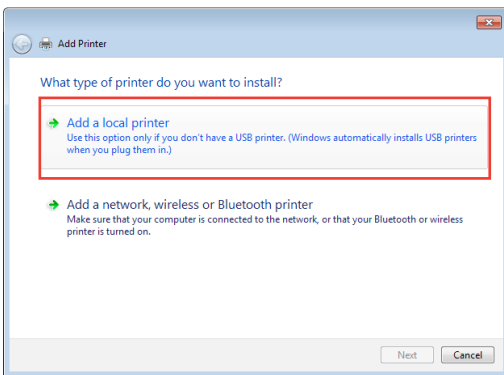 Add Printer
What type of printer do you want to install?
Add a local printer
Use this option only if you don't have a USB printer. (Windows automatically installs USB printers
when you plug them in.)
Add a network, wireless or Bluetooth printer
Make sure that your computer is connected to the network, or that your Bluetooth or wireless
printer is turned on.
Next Cancel